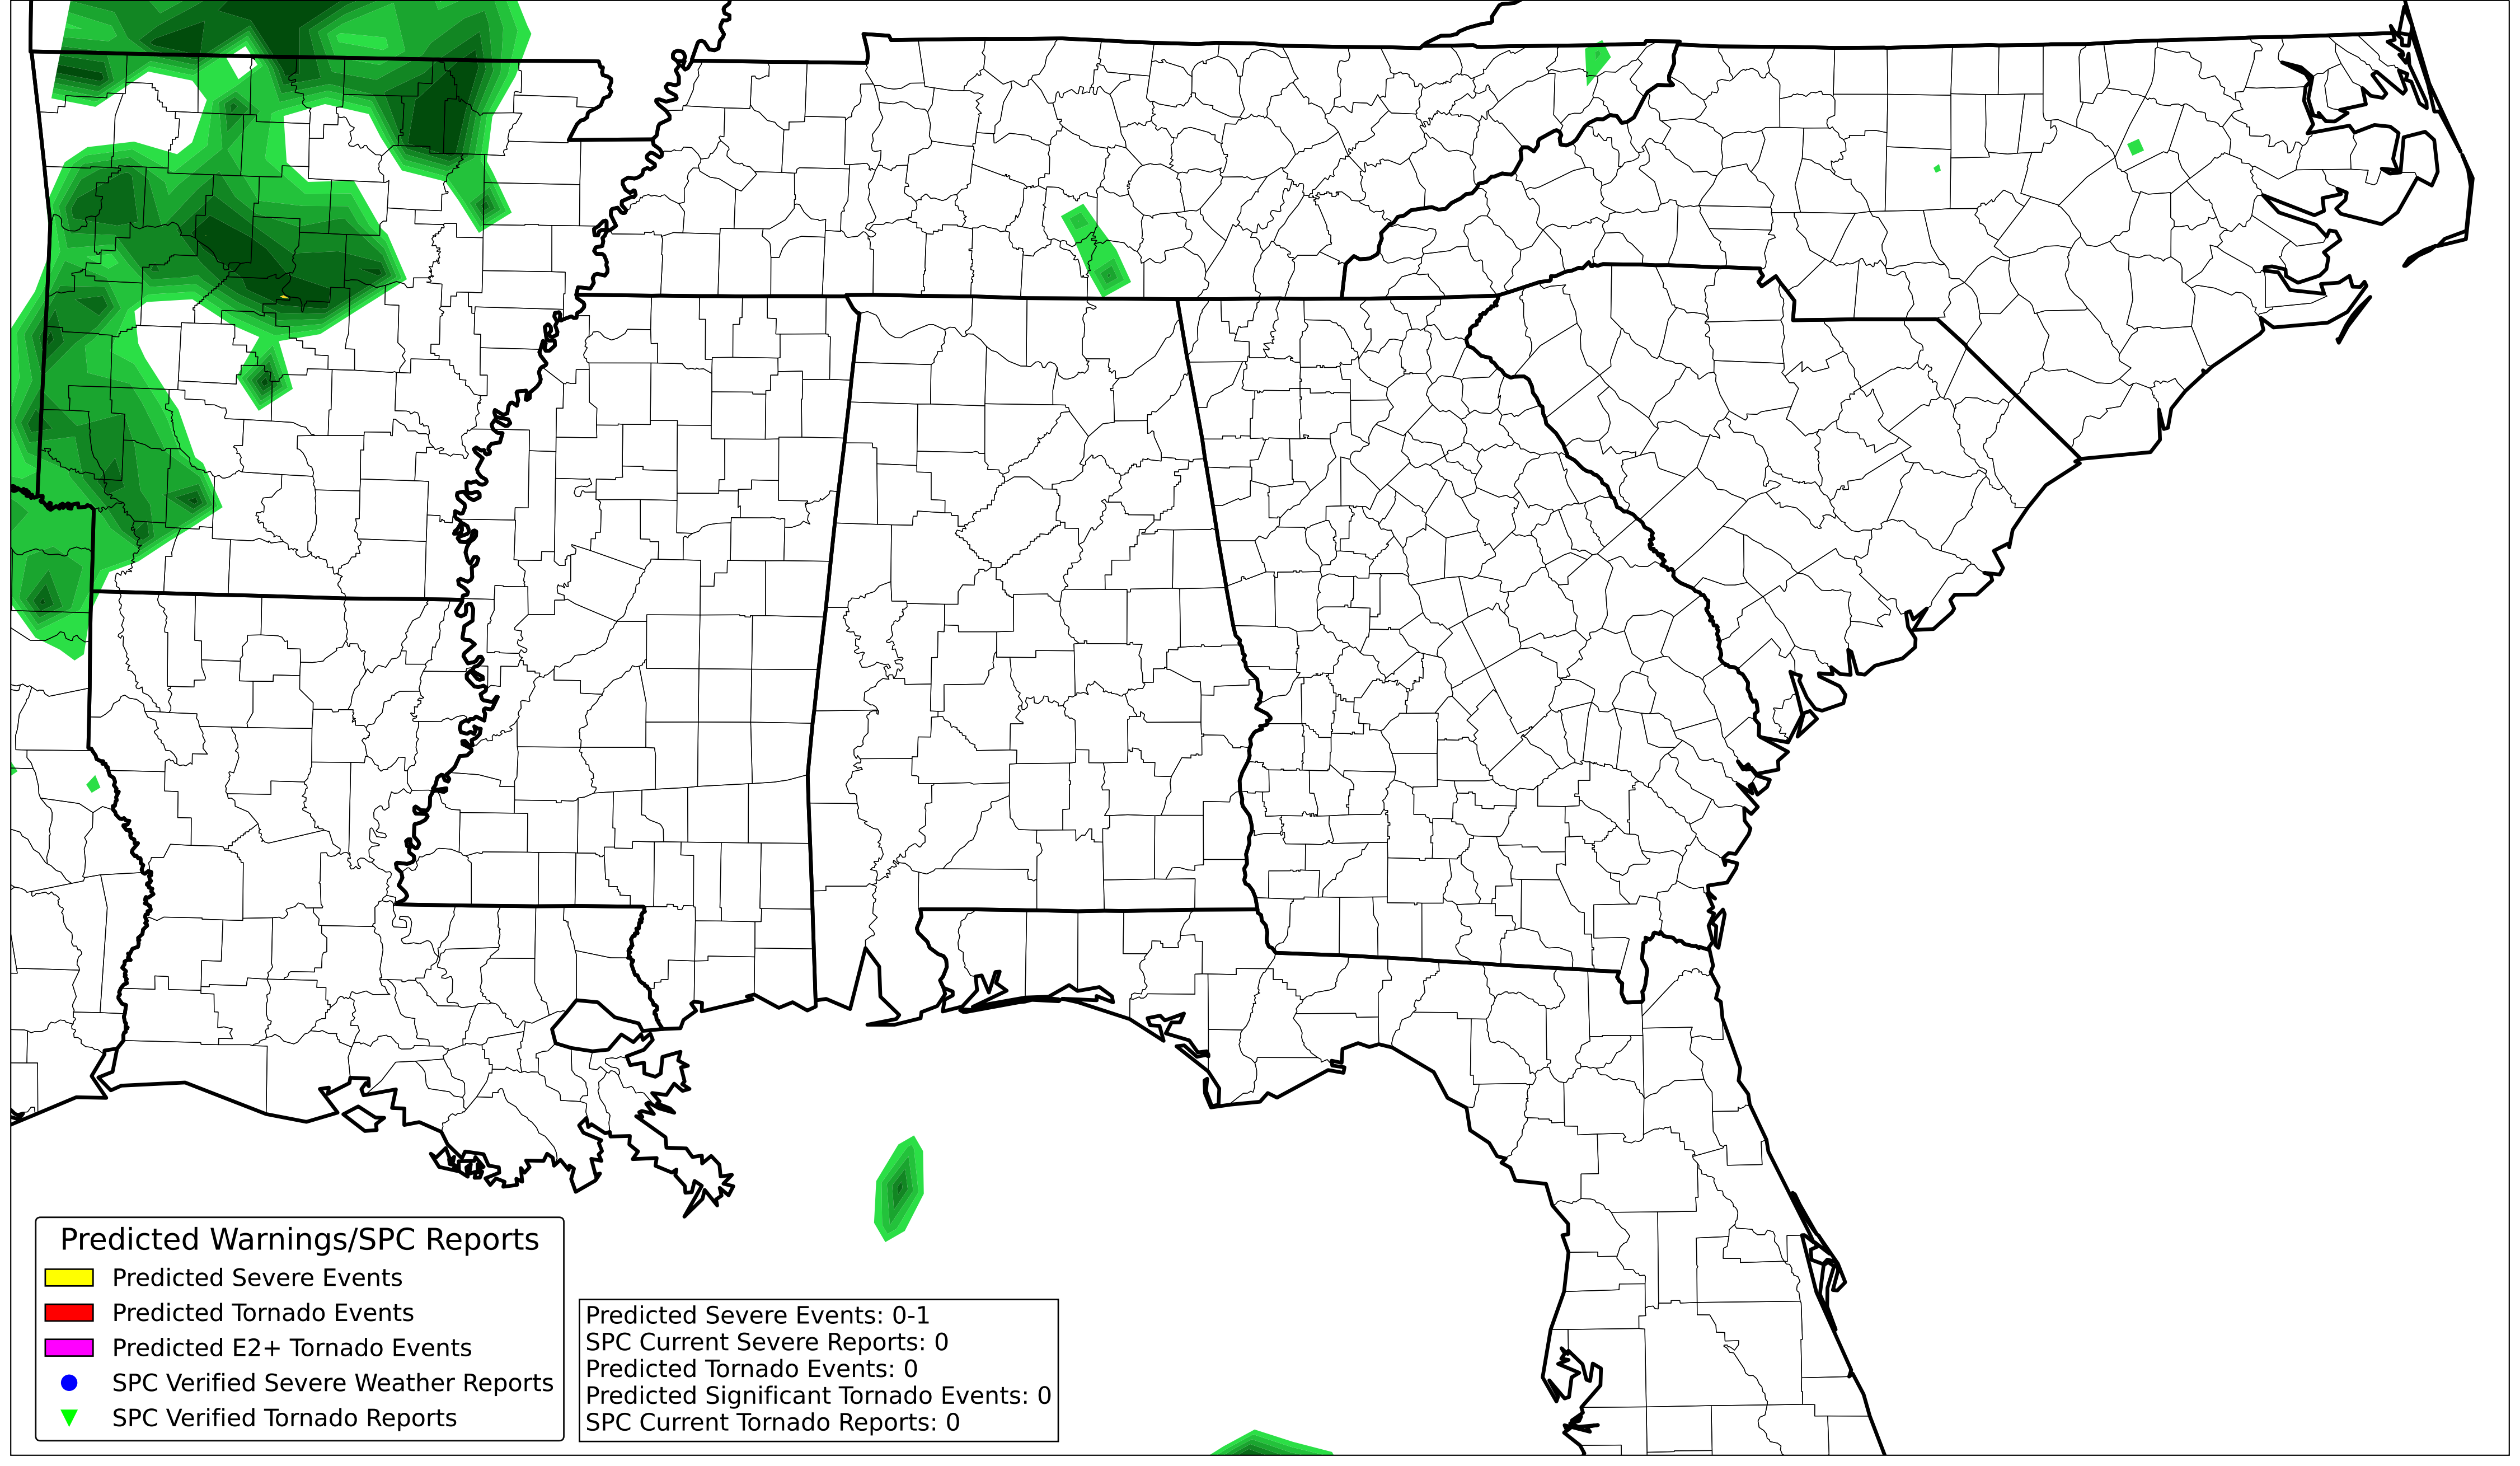 Predicted Warnings/SPC Reports
Predicted Severe Events
Predicted Tornado Events
Predicted E2+ Tornado Events
SPC Verified Severe Weather Reports
SPC Verified Tornado Reports
Predicted Severe Events: 0-1
SPC Current Severe Reports: 0
Predicted Tornado Events: 0
Predicted Significant Tornado Events: 0
SPC Current Tornado Reports: 0